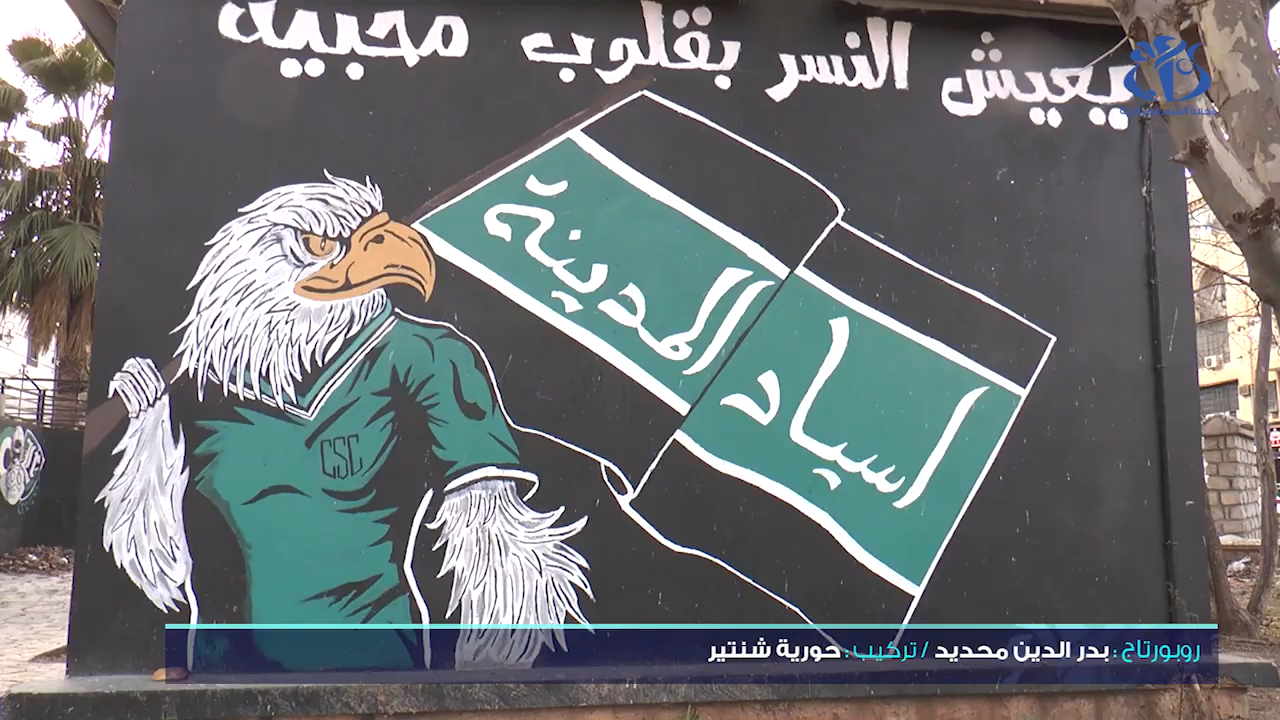 يعيش النسر بقلوب محبيه
اسياد المدينة
CSC
روبورتاج : بدر الدين محديد / تركيب : حورية شنتير